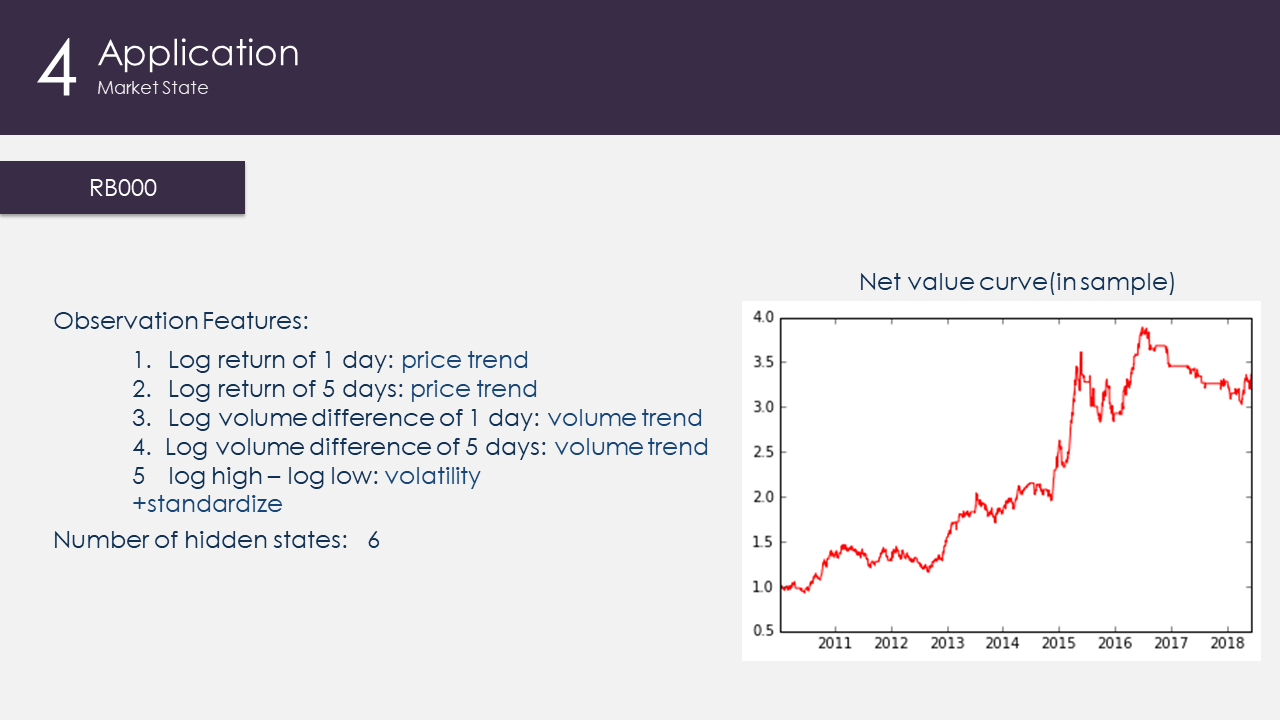 4
Application
Market State
RB000
Net value curve(in sample)
Observation Features:
1. Log return of 1 day: price trend
2. Log return of 5 days: price trend
3. Log volume difference of 1 day: volume trend
4. Log volume difference of 5 days: volume trend
5 log high – log low: volatility
+standardize
Number of hidden states: 6
4.0
3.5
3.0
2.5
2.0
1.5
1.0
0.5
2011 2012 2013 2014 2015 2016 2017 2018